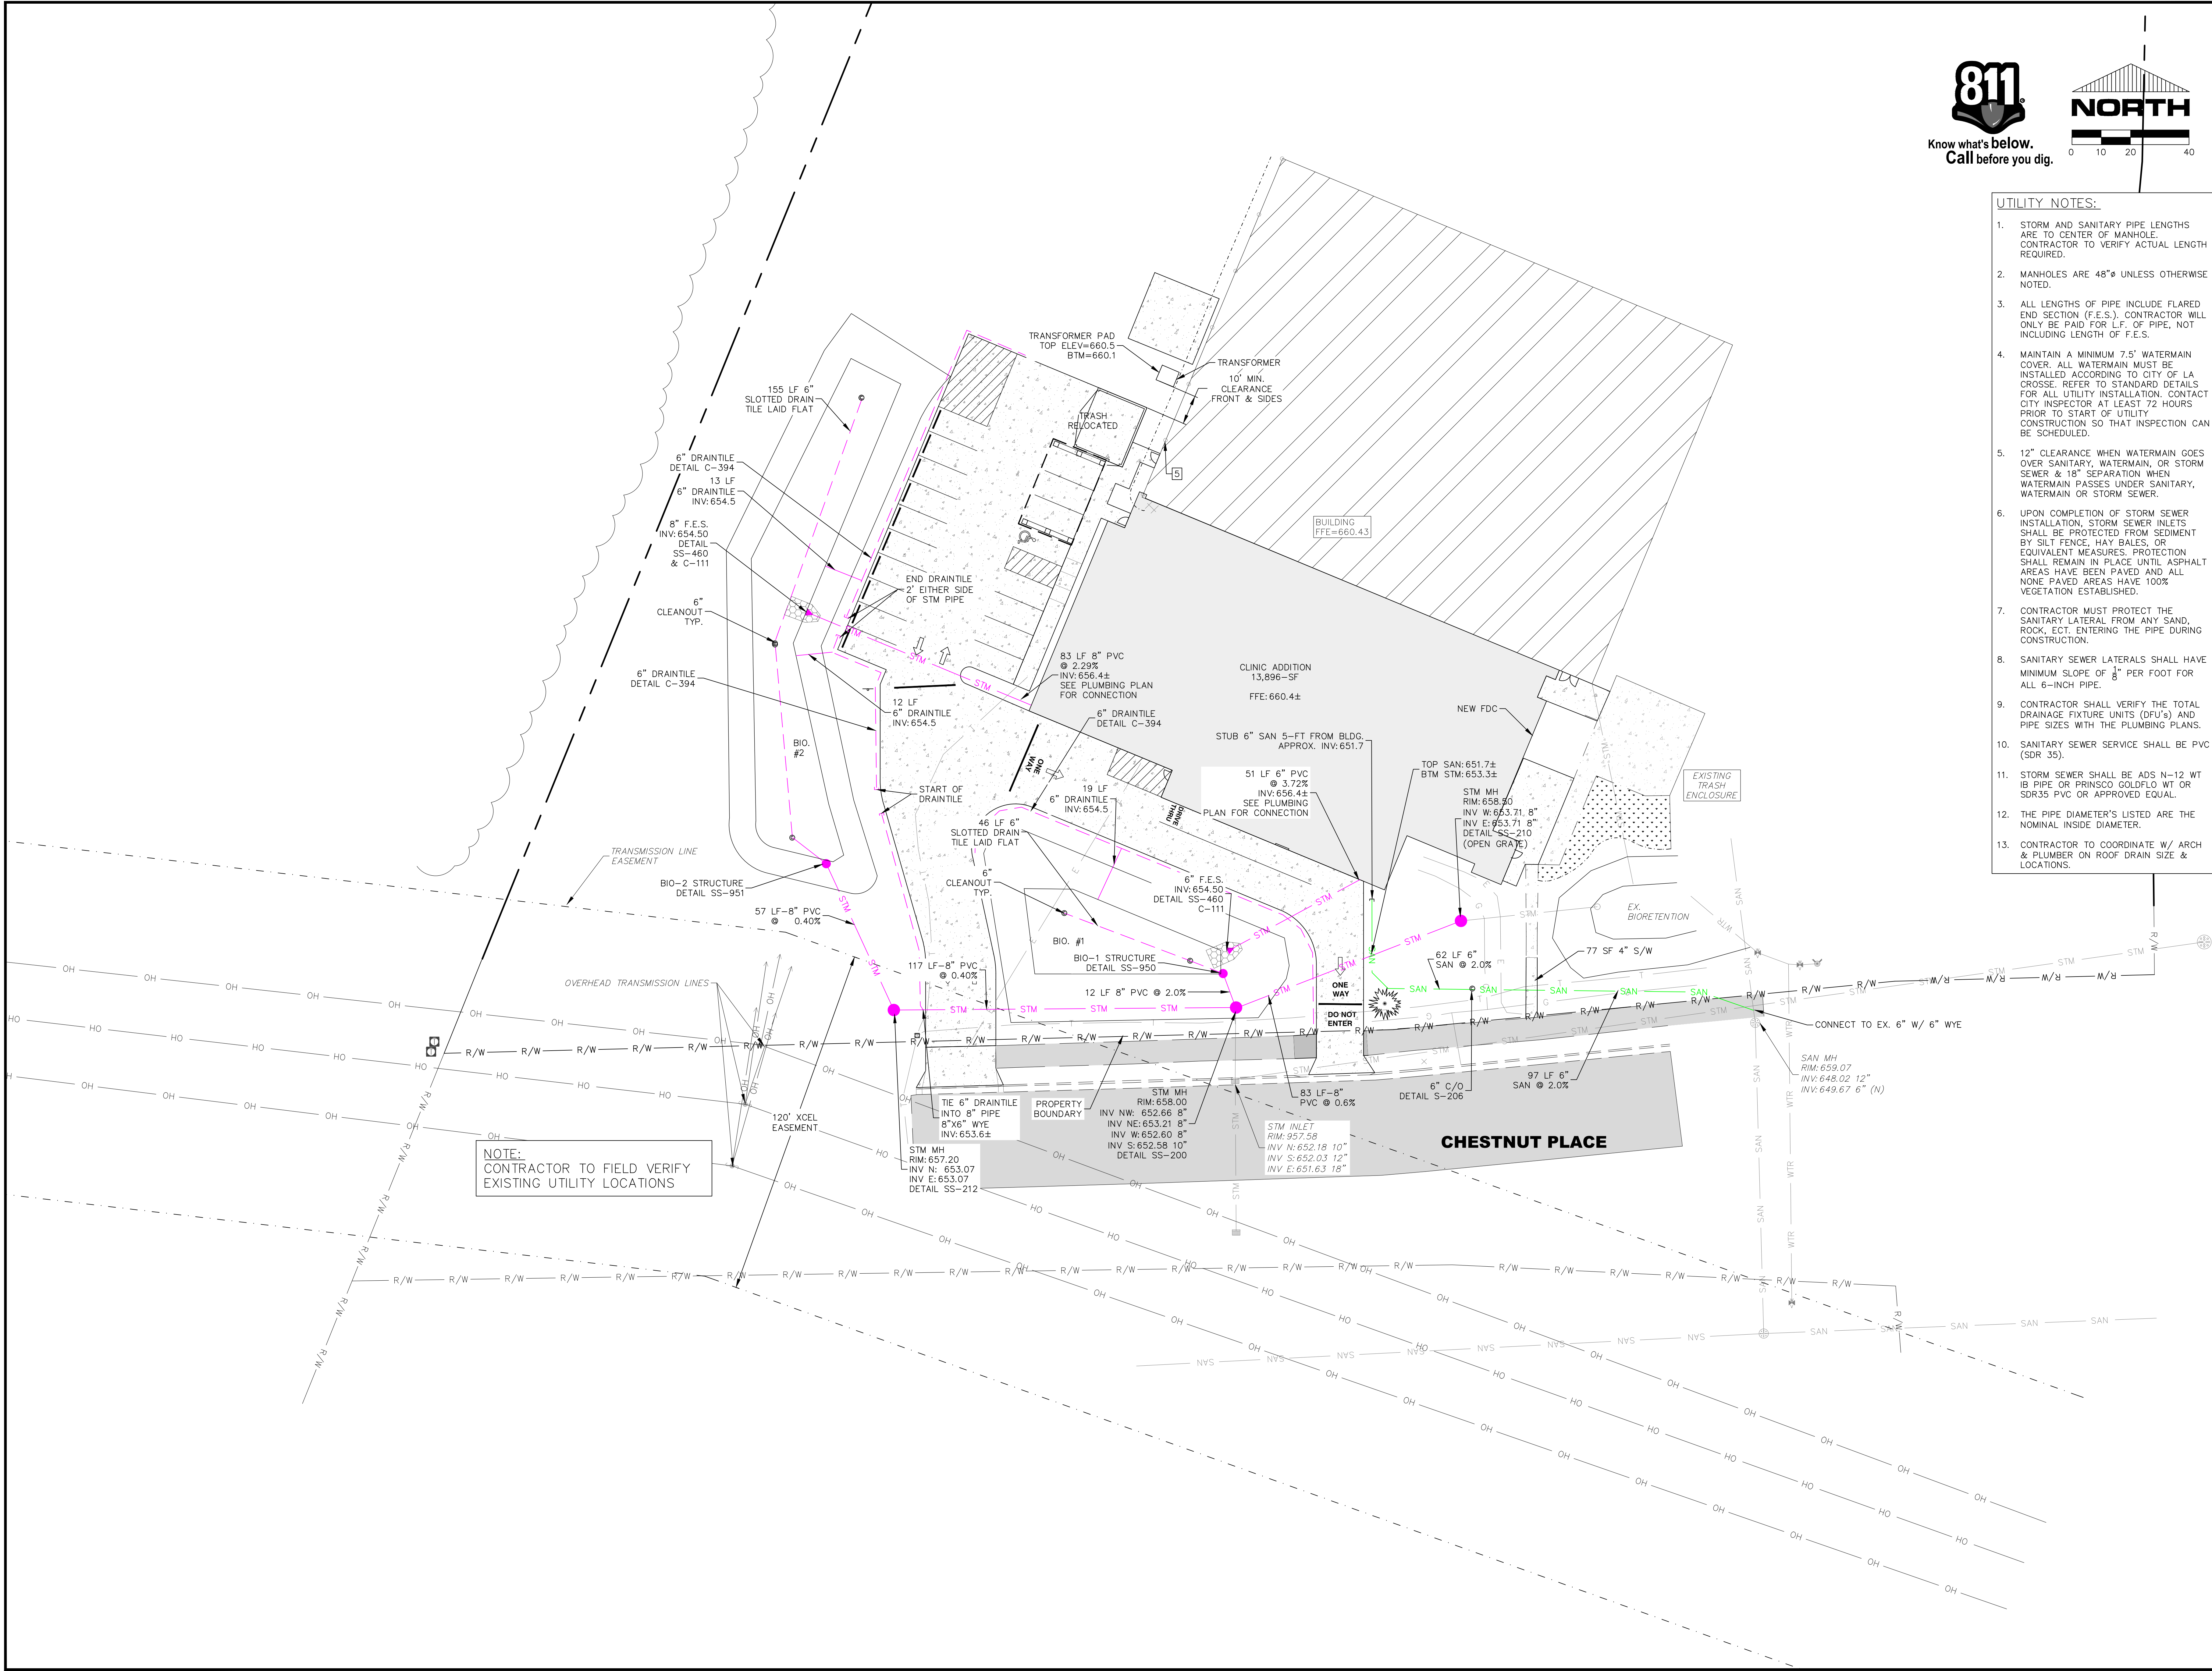 811
Know what's below.
Call before you dig.
NORTH
0 10 20 40
UTILITY NOTES:
1. STORM AND SANITARY PIPE LENGTHS
ARE TO CENTER OF MANHOLE.
CONTRACTOR TO VERIFY ACTUAL LENGTH
REQUIRED.
2. MANHOLES ARE 48"ø UNLESS OTHERWISE
NOTED.
3. ALL LENGTHS OF PIPE INCLUDE FLARED
END SECTION (F.E.S.). CONTRACTOR WILL
ONLY BE PAID FOR L.F. OF PIPE, NOT
INCLUDING LENGTH OF F.E.S.
4. MAINTAIN A MINIMUM 7.5' WATERMAIN
COVER. ALL WATERMAIN MUST BE
INSTALLED ACCORDING TO CITY OF LA
CROSSE. REFER TO STANDARD DETAILS
FOR ALL UTILITY INSTALLATION. CONTACT
CITY INSPECTOR AT LEAST 72 HOURS
PRIOR TO START OF UTILITY
CONSTRUCTION SO THAT INSPECTION CAN
BE SCHEDULED.
5. 12" CLEARANCE WHEN WATERMAIN GOES
OVER SANITARY, WATERMAIN, OR STORM
SEWER & 18" SEPARATION WHEN
WATERMAIN PASSES UNDER SANITARY,
WATERMAIN OR STORM SEWER.
6. UPON COMPLETION OF STORM SEWER
INSTALLATION, STORM SEWER INLETS
SHALL BE PROTECTED FROM SEDIMENT
BY SILT FENCE, HAY BALES, OR
EQUIVALENT MEASURES. PROTECTION
SHALL REMAIN IN PLACE UNTIL ASPHALT
AREAS HAVE BEEN PAVED AND ALL
NONE PAVED AREAS HAVE 100%
VEGETATION ESTABLISHED.
7. CONTRACTOR MUST PROTECT THE
SANITARY LATERAL FROM ANY SAND,
ROCK, ECT. ENTERING THE PIPE DURING
CONSTRUCTION.
8. SANITARY SEWER LATERALS SHALL HAVE
MINIMUM SLOPE OF 1/8" PER FOOT FOR
ALL 6-INCH PIPE.
9. CONTRACTOR SHALL VERIFY THE TOTAL
DRAINAGE FIXTURE UNITS (DFU's) AND
PIPE SIZES WITH THE PLUMBING PLANS.
10. SANITARY SEWER SERVICE SHALL BE PVC
(SDR 35).
11. STORM SEWER SHALL BE ADS N-12 WT
IB PIPE OR PRINSCO GOLDFLO WT OR
SDR35 PVC OR APPROVED EQUAL.
12. THE PIPE DIAMETER'S LISTED ARE THE
NOMINAL INSIDE DIAMETER.
13. CONTRACTOR TO COORDINATE W/ ARCH
& PLUMBER ON ROOF DRAIN SIZE &
LOCATIONS.
TRANSFORMER PAD
TOP ELEV=660.5
BTM=660.1
TRANSFORMER
10' MIN.
CLEARANCE
FRONT & SIDES
TRASH
RELOCATED
5
155 LF 6"
SLOTTED DRAIN
TILE LAID FLAT
6" DRAINTILE
DETAIL C-394
13 LF
6" DRAINTILE
INV:654.5
8" F.E.S.
INV:654.50
DETAIL
SS-460
& C-111
6"
CLEANOUT
TYP.
6" DRAINTILE
DETAIL C-394
END DRAINTILE
2' EITHER SIDE
OF STM PIPE
BUILDING
FFE=660.43
83 LF 8" PVC
@ 2.29%
INV:656.4±
SEE PLUMBING PLAN
FOR CONNECTION
CLINIC ADDITION
13,896-SF
FFE:660.4±
12 LF
6" DRAINTILE
INV:654.5
6" DRAINTILE
DETAIL C-394
NEW FDC
STUB 6" SAN 5-FT FROM BLDG.
APPROX. INV:651.7
BIO.
#2
ONE
WAY
51 LF 6" PVC
@ 3.72%
INV:656.4±
SEE PLUMBING
PLAN FOR CONNECTION
TOP SAN:651.7±
BTM STM:653.3±
STM MH
RIM:658.50
INV W:653.71 8"
INV E:653.71 8"
DETAIL SS-210
(OPEN GRATE)
EXISTING
TRASH
ENCLOSURE
START OF
DRAINTILE
19 LF
6" DRAINTILE
INV:654.5
DRIVE
THRU
46 LF 6"
SLOTTED DRAIN
TILE LAID FLAT
TRANSMISSION LINE
EASEMENT
BIO-2 STRUCTURE
DETAIL SS-951
6"
CLEANOUT
TYP.
6" F.E.S.
INV:654.50
DETAIL SS-460
C-111
57 LF-8" PVC
@ 0.40%
BIO. #1
EX.
BIORETENTION
BIO-1 STRUCTURE
DETAIL SS-950
62 LF 6"
SAN @ 2.0%
77 SF 4" S/W
117 LF-8" PVC
@ 0.40%
12 LF 8" PVC @ 2.0%
OVERHEAD TRANSMISSION LINES
ONE
WAY
DO NOT
ENTER
CONNECT TO EX. 6" W/ 6" WYE
SAN MH
RIM:659.07
INV:648.02 12"
INV:649.67 6" (N)
120' XCEL
EASEMENT
TIE 6" DRAINTILE
INTO 8" PIPE
8"X6" WYE
INV:653.6±
PROPERTY
BOUNDARY
STM MH
RIM:658.00
INV NW: 652.66 8"
INV NE:653.21 8"
INV W:652.60 8"
INV S:652.58 10"
DETAIL SS-200
83 LF-8"
PVC @ 0.6%
6" C/O
DETAIL S-206
97 LF 6"
SAN @ 2.0%
STM INLET
RIM:957.58
INV N:652.18 10"
INV S:652.03 12"
INV E:651.63 18"
CHESTNUT PLACE
STM MH
RIM:657.20
INV N: 653.07
INV E:653.07
DETAIL SS-212
NOTE:
CONTRACTOR TO FIELD VERIFY
EXISTING UTILITY LOCATIONS